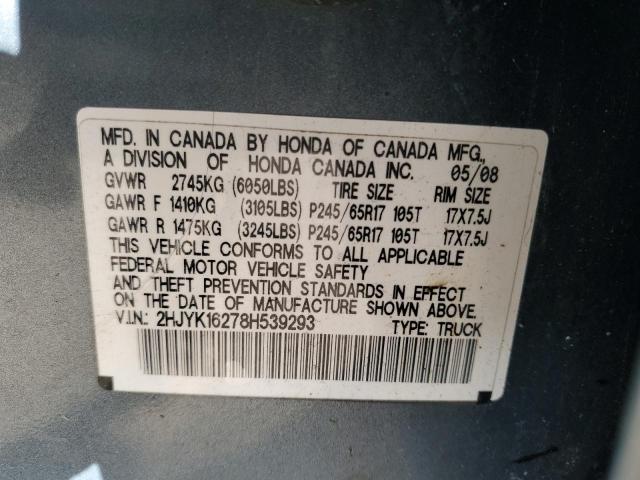 MFD. IN CANADA BY HONDA OF CANADA MFG.,
A DIVISION OF HONDA CANADA INC. 05/08
GVWR 2745KG (6050LBS) TIRE SIZE RIM SIZE
GAWR F 1410KG (3105LBS) P245/65R17 105T 17X7.5J
GAWR R 1475KG (3245LBS) P245/65R17 105T 17X7.5J
THIS VEHICLE CONFORMS TO ALL APPLICABLE
FEDERAL MOTOR VEHICLE SAFETY
AND THEFT PREVENTION STANDARDS IN EFFECT
ON THE DATE OF MANUFACTURE SHOWN ABOVE.
V.I.N.: 2HJYK16278H539293 TYPE: TRUCK